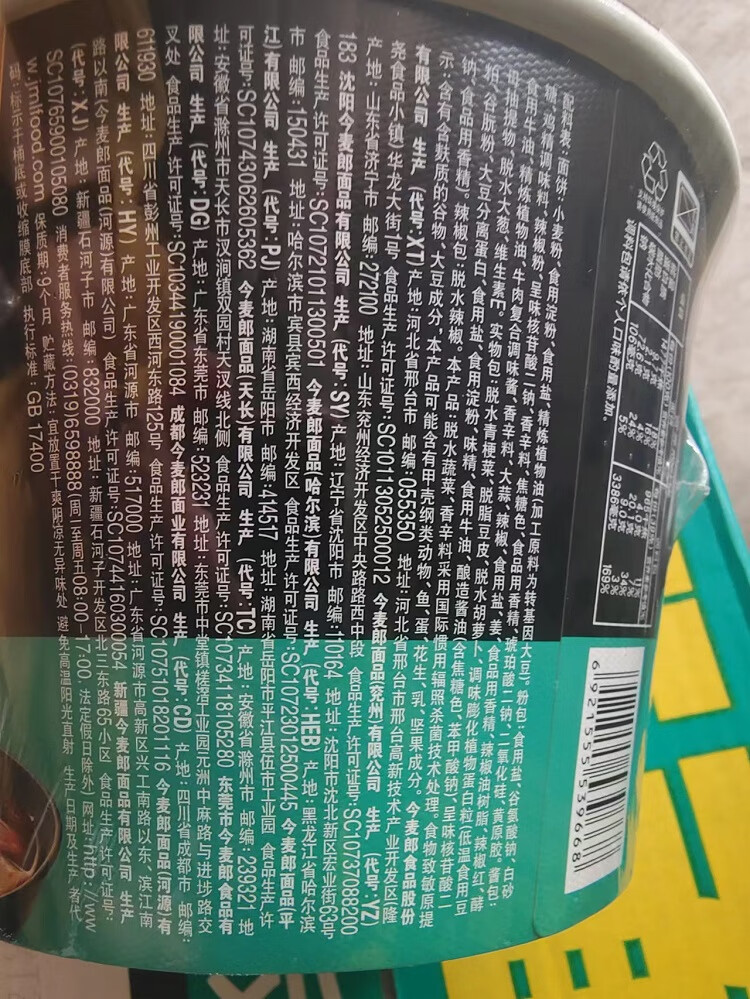 配料表：面饼：小麦粉、食用淀粉、食用盐、精炼植物油（加工原料为转基因大豆）。粉包：食用盐、谷氨酸钠、白砂
糖、鸡精调味料、辣椒粉、呈味核苷酸二钠、香辛料、焦糖色、食品用香精、琥珀酸二钠、二氧化硅、黄原胶。酱包：
食用牛油、精炼植物油、牛肉复合调味酱、香辛料、大蒜、辣椒、食用盐、姜、食品用香精、辣椒油树脂、辣椒红、酵
母抽提物、脱水大葱、维生素E。实物包：脱水青梗菜、脱脂豆皮、脱水胡萝卜、调味膨化植物蛋白粒（低温食用豆
粕、谷朊粉、大豆分离蛋白、食用盐、食用淀粉、味精、食用牛油、酿造酱油（含焦糖色、苯甲酸钠）、呈味核苷酸二
钠、食品用香精）。辣椒包：脱水辣椒。本产品：脱水蔬菜、香辛料采用国际惯用辐照杀菌技术处理。食物致敏原提
示：含有含麸质的谷物、大豆成分，本产品可能含有甲壳纲类动物、鱼、蛋、花生、乳、坚果成分。今麦郎食品股份
有限公司 生产（代号：XT）产地：河北省邢台市 邮编：055350 地址：河北省邢台市邢台高新技术产业开发区（隆
尧食品小镇）华龙大街1号 食品生产许可证号：SC10113052500012 今麦郎面品（兖州）有限公司 生产（代号：YZ）
产地：山东省济宁市 邮编：272100 地址：山东兖州经济开发区中央路路西中段 食品生产许可证号：SC10737088200
183 沈阳今麦郎面品有限公司 生产（代号：SY）产地：辽宁省沈阳市 邮编：110164 地址：沈阳市沈北新区宏业街63号
食品生产许可证号：SC10721011300501 今麦郎面品（哈尔滨）有限公司 生产（代号：HEB）产地：黑龙江省哈尔滨
市 邮编：150431 地址：哈尔滨市宾县宾西经济开发区 食品生产许可证号：SC10723012500445 今麦郎面品（平
江）有限公司 生产（代号：PJ）产地：湖南省岳阳市 邮编：414517 地址：湖南省岳阳市平江县伍市工业园 食品生产许
可证号：SC10743062605362 今麦郎面品（天长）有限公司 生产（代号：TC）产地：安徽省滁州市 邮编：239321 地
址：安徽省滁州市天长市汊涧镇双园村天汊线北侧 食品生产许可证号：SC10734118105280 东莞市今麦郎食品有
限公司 生产（代号：DG）产地：广东省东莞市 邮编：523231 地址：东莞市中堂镇槎滘工业园元洲中麻路与进埗路交
叉处 食品生产许可证号：SC10344190001084 成都今麦郎面业有限公司 生产（代号：CD）产地：四川省成都市 邮编：
611930 地址：四川省彭州工业开发区西河东路125号 食品生产许可证号：SC10751018201116 今麦郎面品（河源）有
限公司 生产（代号：HY）产地：广东省河源市 邮编：517000 地址：广东省河源市高新区兴工南路以东、滨江南
路以南（今麦郎面品（河源）有限公司） 食品生产许可证号：SC10744160300064 新疆今麦郎面品有限公司 生产
（代号：XJ）产地：新疆石河子市 邮编：832000 地址：新疆石河子开发区北三东路65小区 食品生产许可证号：
SC10765900105080 消费者服务热线：（0319）6598888（周一至周五08:00-17:00，法定假日除外） 网址：http://ww
w.jmlfood.com 保质期：9个月 贮藏方法：宜放置干爽阴凉无异味处 避免高温阳光直射 生产日期及生产者代
码：标示于桶底或收缩膜底部 执行标准：GB 17400
调料包请依个人口味酌量添加。
6 921555 539668